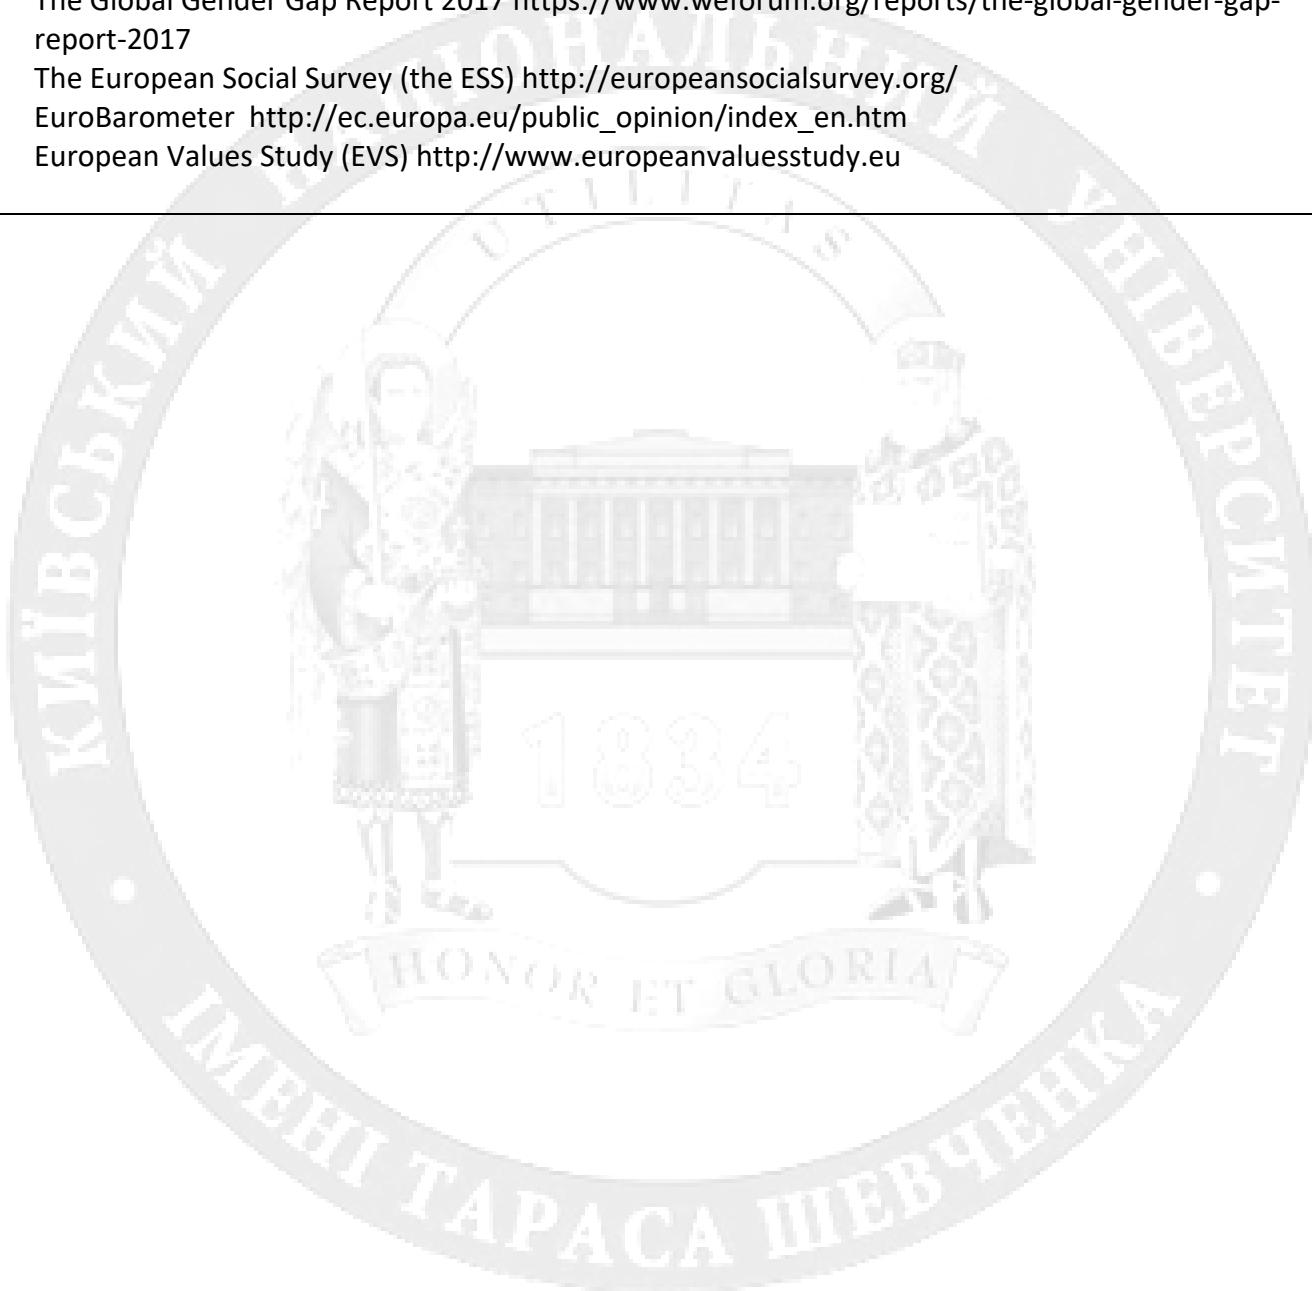 The Global Gender Gap Report 2017 https://www.weforum.org/reports/the-global-gender-gap-
report-2017
The European Social Survey (the ESS) http://europeansocialsurvey.org/
EuroBarometer  http://ec.europa.eu/public_opinion/index_en.htm
European Values Study (EVS) http://www.europeanvaluesstudy.eu
КИЇВСЬКИЙ НАЦІОНАЛЬНИЙ УНІВЕРСИТЕТ
UTILITAS
1834
HONOR ET GLORIA
ІМЕНІ ТАРАСА ШЕВЧЕНКА